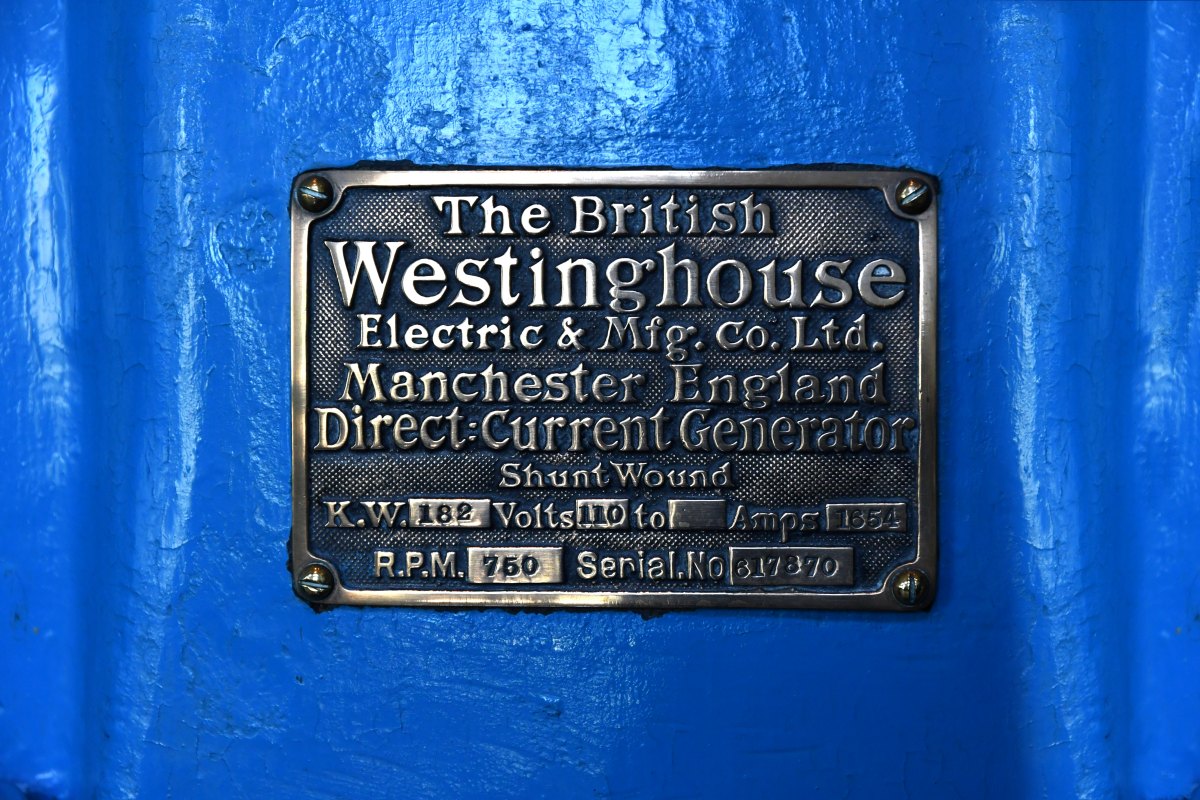 The British
Westinghouse
Electric & Mfg. Co. Ltd.
Manchester England
Direct:Current Generator
Shunt Wound
K.W. 182 Volts 110 to Amps 1654
R.P.M. 750 Serial.No 617870